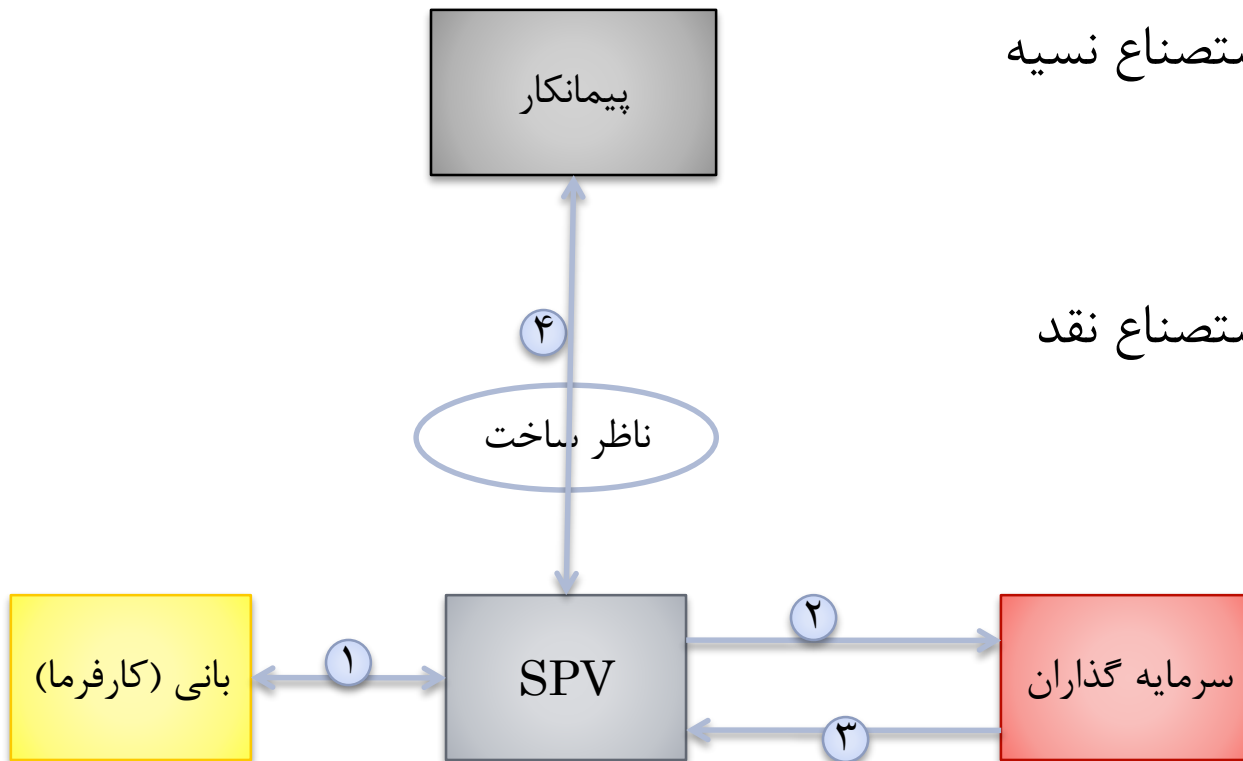 ستصناع نسیه
پیمانکار
ستصناع نقد
۴
ناظر ساخت
۱
۲
۳
بانی (کارفرما)
SPV
سرمایه گذاران